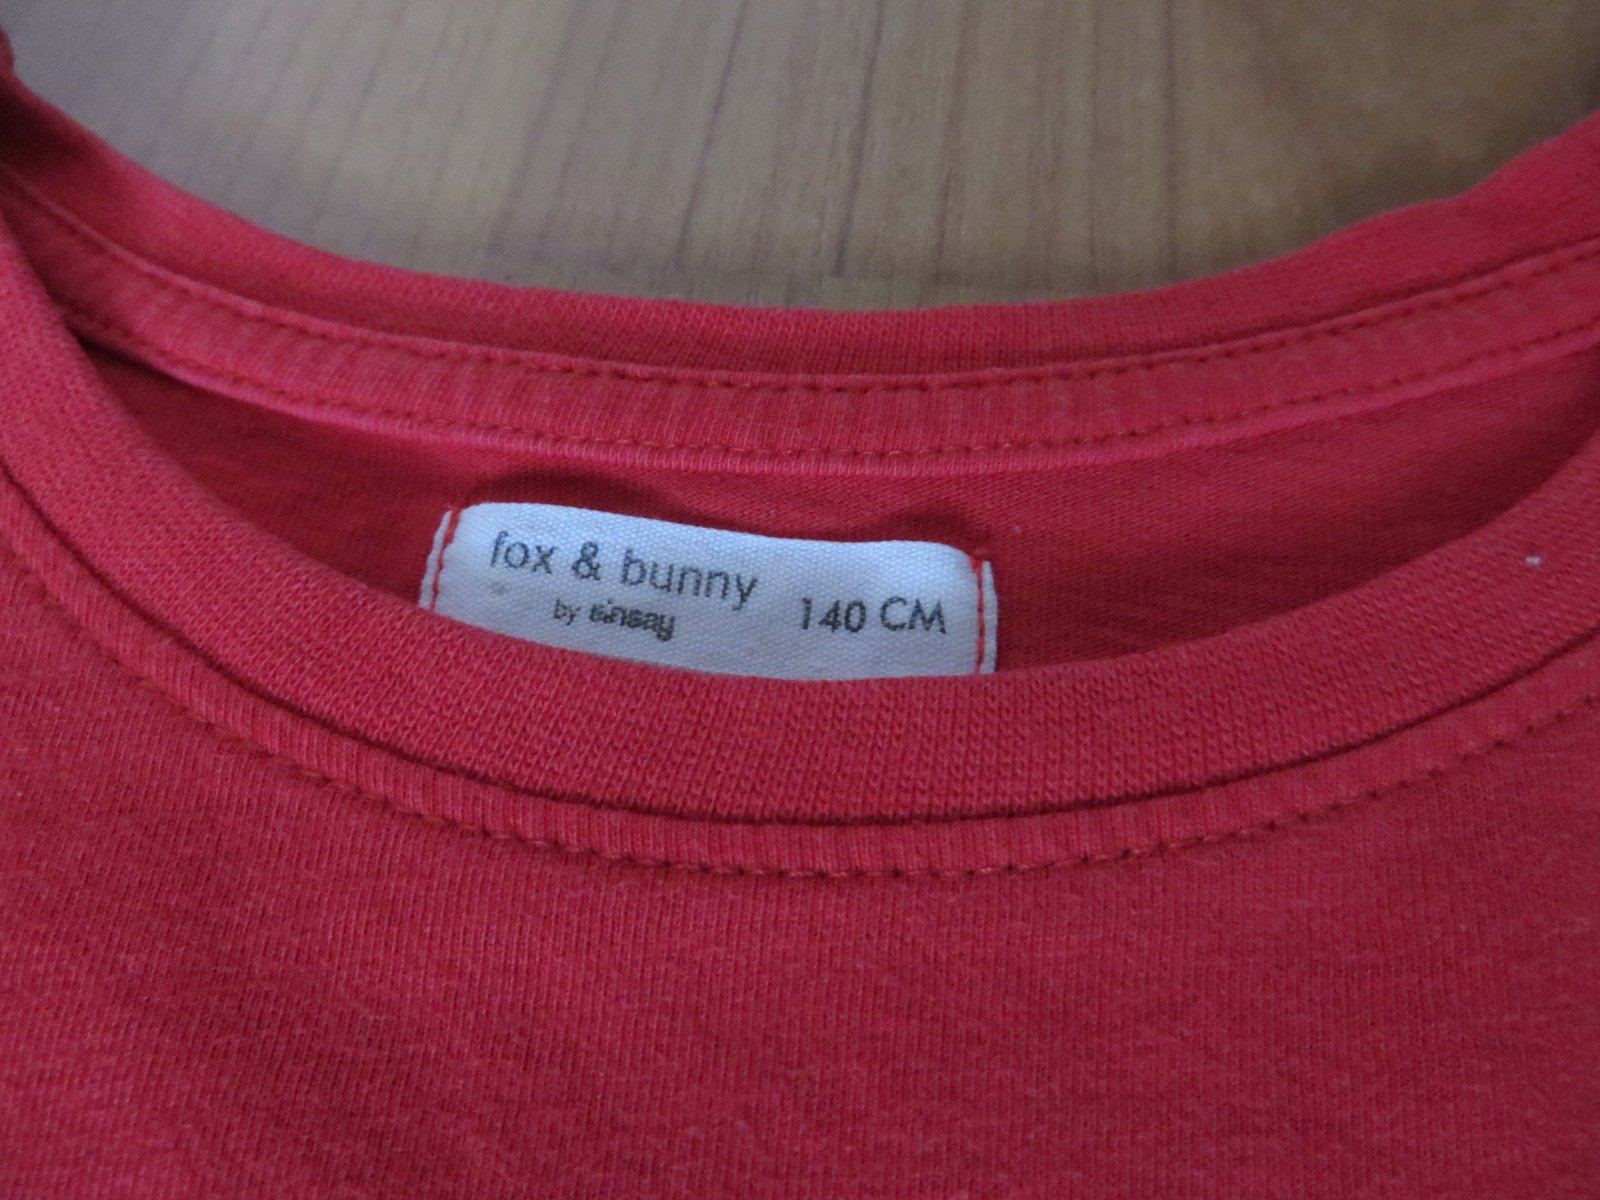 fox & bunny
by sinsay
140 CM